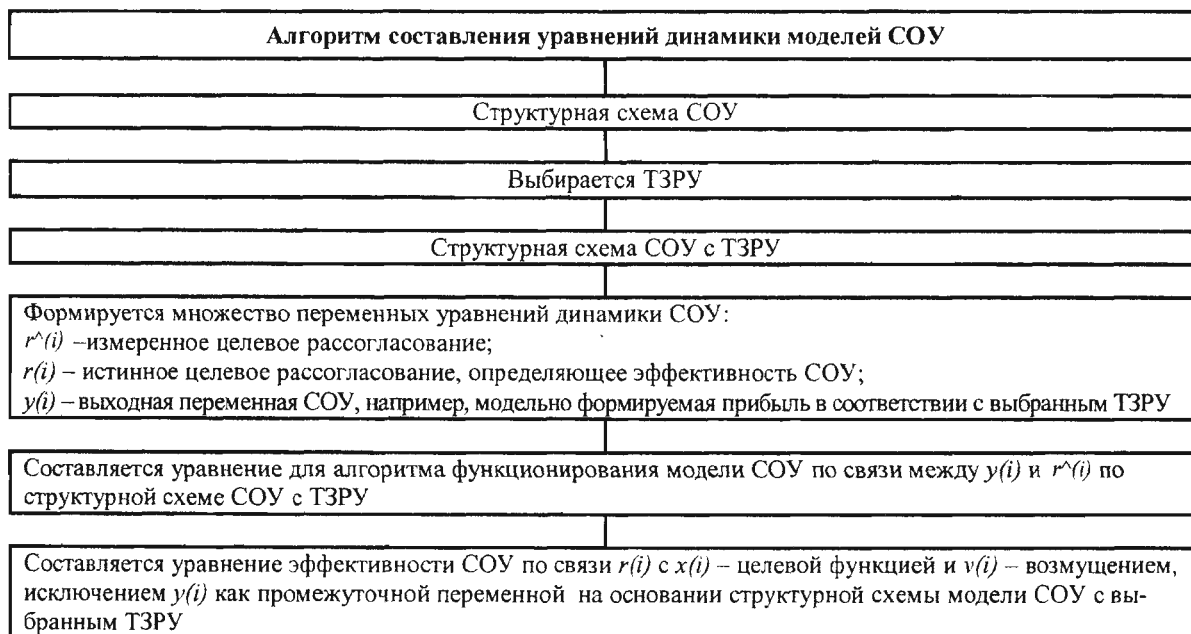 Алгоритм составления уравнений динамики моделей СОУ
Структурная схема СОУ
Выбирается ТЗРУ
Структурная схема СОУ с ТЗРУ
Формируется множество переменных уравнений динамики СОУ:
r^(i) –измеренное целевое рассогласование;
r(i) – истинное целевое рассогласование, определяющее эффективность СОУ;
y(i) – выходная переменная СОУ, например, модельно формируемая прибыль в соответствии с выбранным ТЗРУ
Составляется уравнение для алгоритма функционирования модели СОУ по связи между y(i) и r^(i) по
структурной схеме СОУ с ТЗРУ
Составляется уравнение эффективности СОУ по связи r(i) с x(i) – целевой функцией и v(i) – возмущением,
исключением y(i) как промежуточной переменной на основании структурной схемы модели СОУ с вы-
бранным ТЗРУ